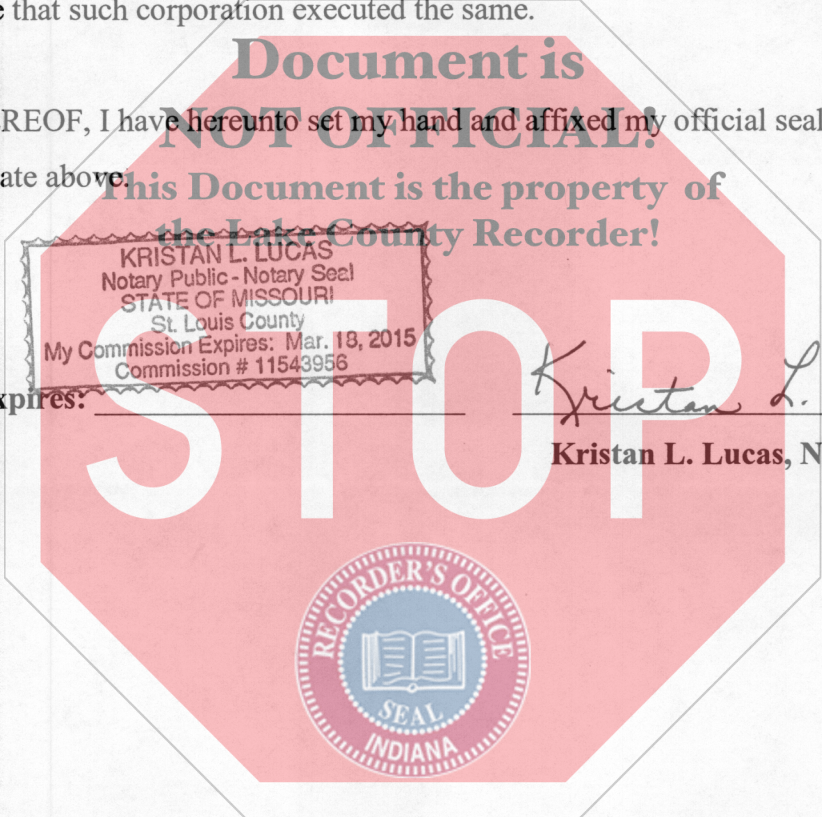 e that such corporation executed the same.
Document is
REOF, I have hereunto set my hand and affixed my official seal
NOT OFFICIAL!
ate above.
This Document is the property of
the Lake County Recorder!
KRISTAN L. LUCAS
Notary Public - Notary Seal
STATE OF MISSOURI
St. Louis County
My Commission Expires: Mar. 18, 2015
Commission # 11543956
STOP
xpires:
Kristan L.
Kristan L. Lucas, N
RECORDER'S OFFICE
SEAL
INDIANA